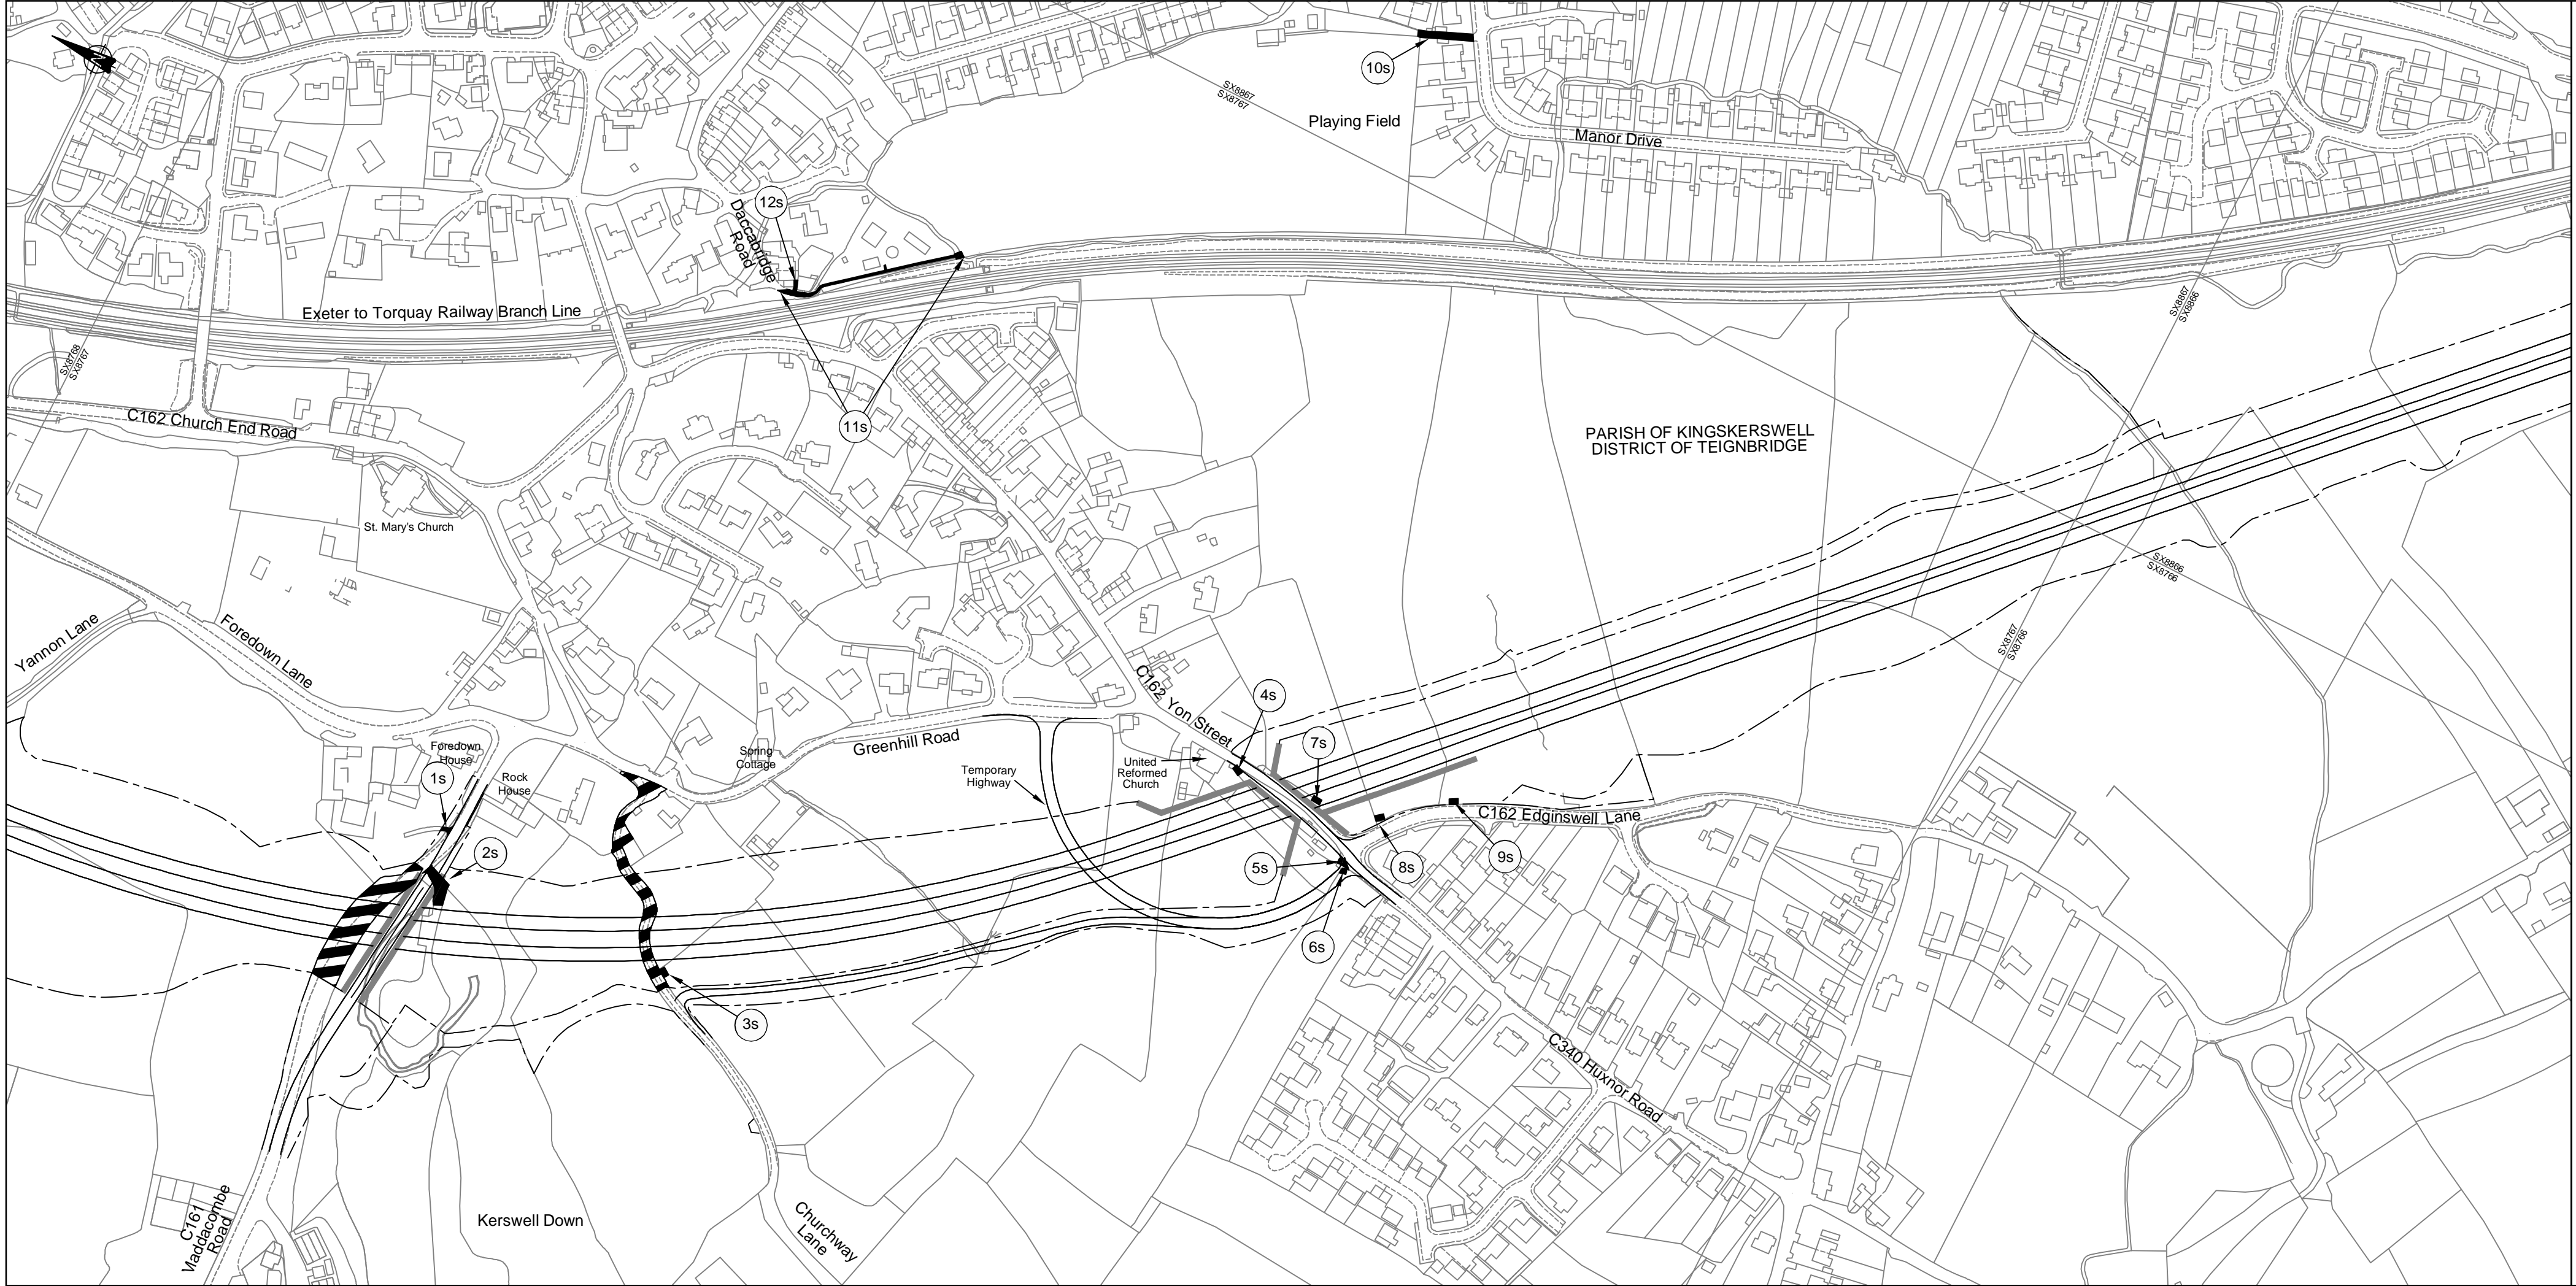 N
10s
SX8867
SX8767
Playing Field
Manor Drive
12s
Daccabridge
Road
Exeter to Torquay Railway Branch Line
SX8867
SX8866
SX8768
SX8767
C162 Church End Road
11s
PARISH OF KINGSKERSWELL
DISTRICT OF TEIGNBRIDGE
St. Mary's Church
SX8866
SX8766
Yannon Lane
Foredown Lane
SX8767
SX8766
C162 Yon Street
4s
Greenhill Road
7s
Foredown
House
Spring
Cottage
1s
Rock
House
Temporary
Highway
United
Reformed
Church
C162 Edginswell Lane
2s
5s
8s
9s
6s
3s
C340 Huxnor Road
C161
Maddacombe
Road
Kerswell Down
Churchway
Lane